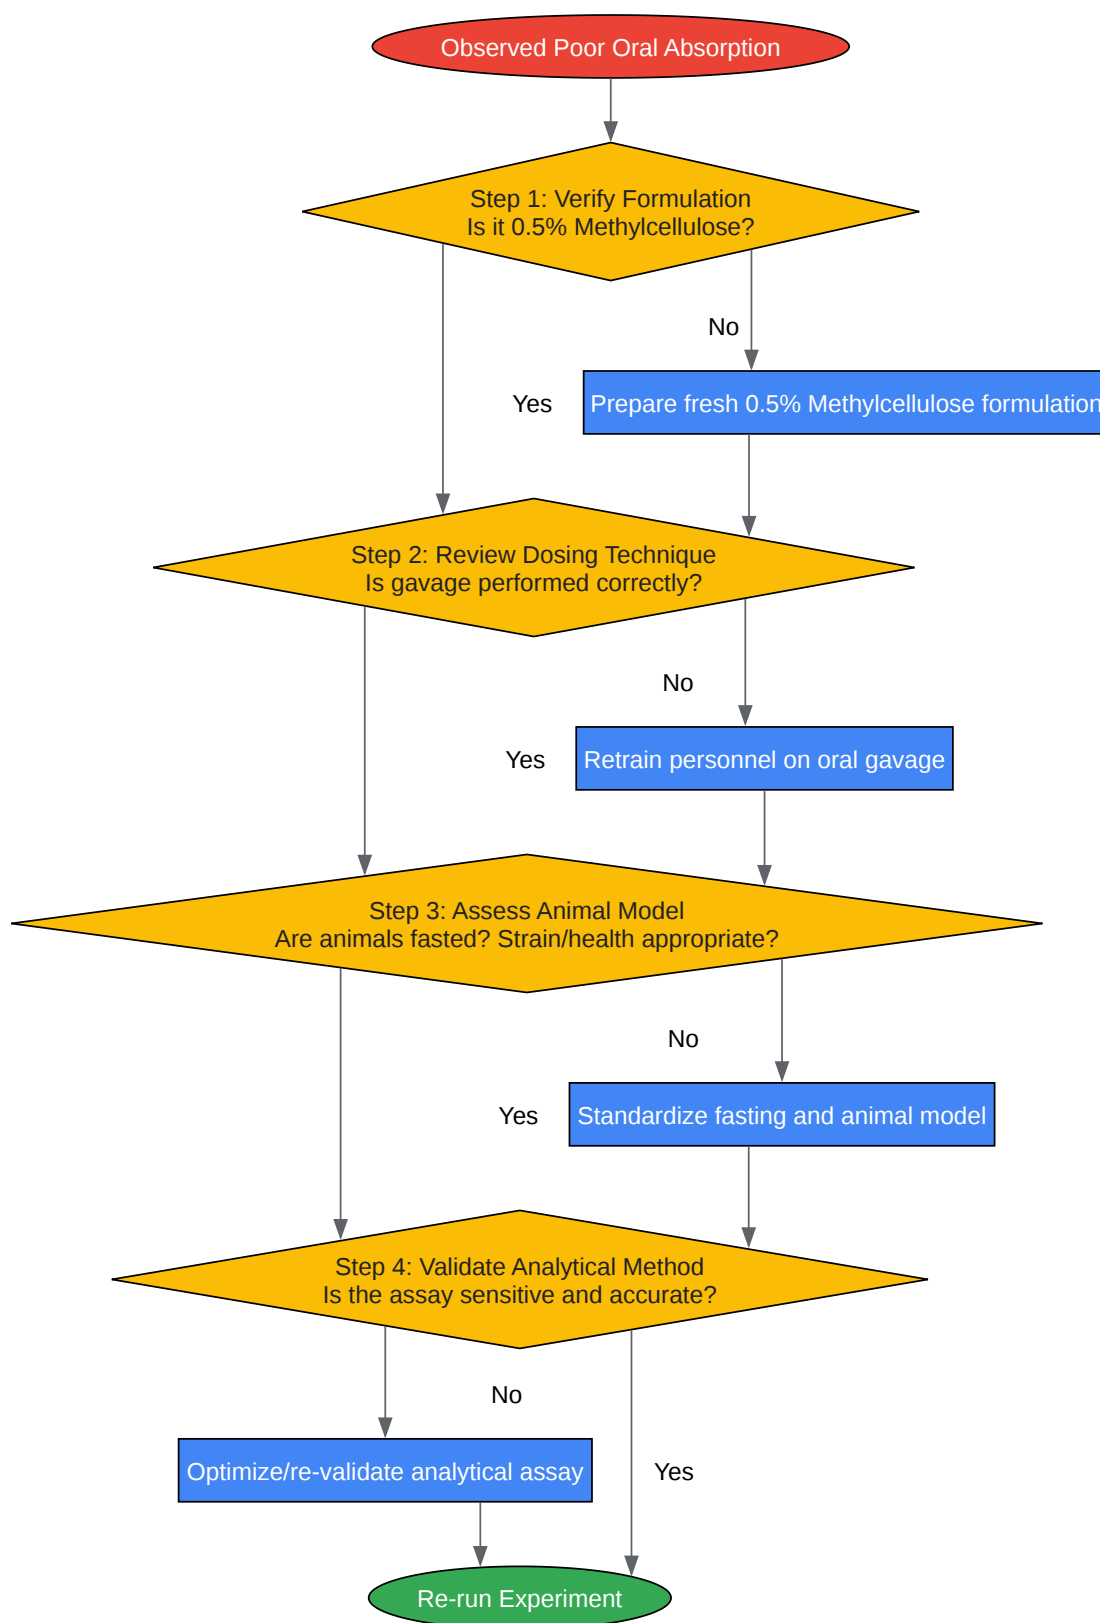 Observed Poor Oral Absorption
Step 1: Verify Formulation
Is it 0.5% Methylcellulose?
No
Yes
Prepare fresh 0.5% Methylcellulose formulation
Step 2: Review Dosing Technique
Is gavage performed correctly?
No
Yes
Retrain personnel on oral gavage
Step 3: Assess Animal Model
Are animals fasted? Strain/health appropriate?
No
Yes
Standardize fasting and animal model
Step 4: Validate Analytical Method
Is the assay sensitive and accurate?
No
Optimize/re-validate analytical assay
Yes
Re-run Experiment